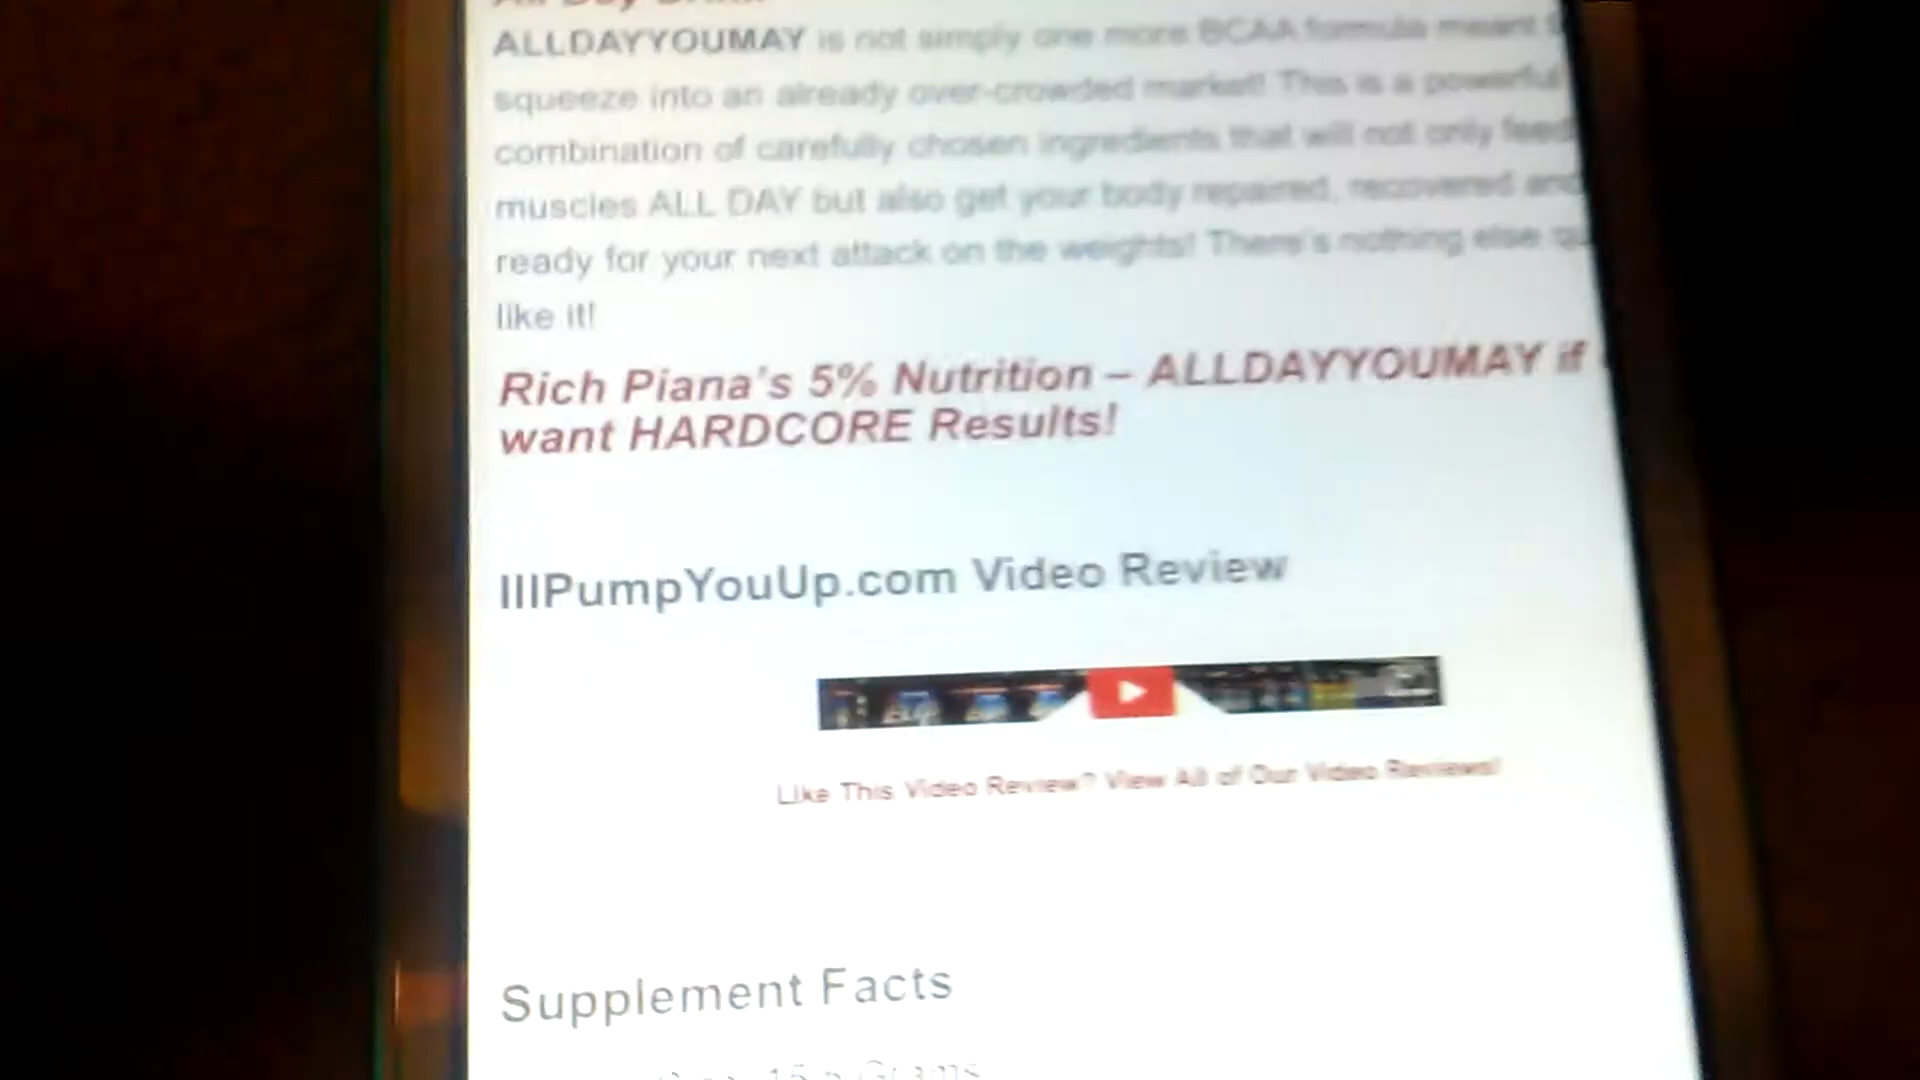 ALLDAYYOUMAY is not simply one more BCAA formula meant
squeeze into an already over-crowded market! This is a powerful
combination of carefully chosen ingredients that will not only feed
muscles ALL DAY but also get your body repaired, recovered and
ready for your next attack on the weights! There's nothing else
like it!
Rich Piana's 5% Nutrition – ALLDAYYOUMAY if
want HARDCORE Results!
IIIPumpYouUp.com Video Review
Like This Video Review? View All of Our Video Reviews!
Supplement Facts